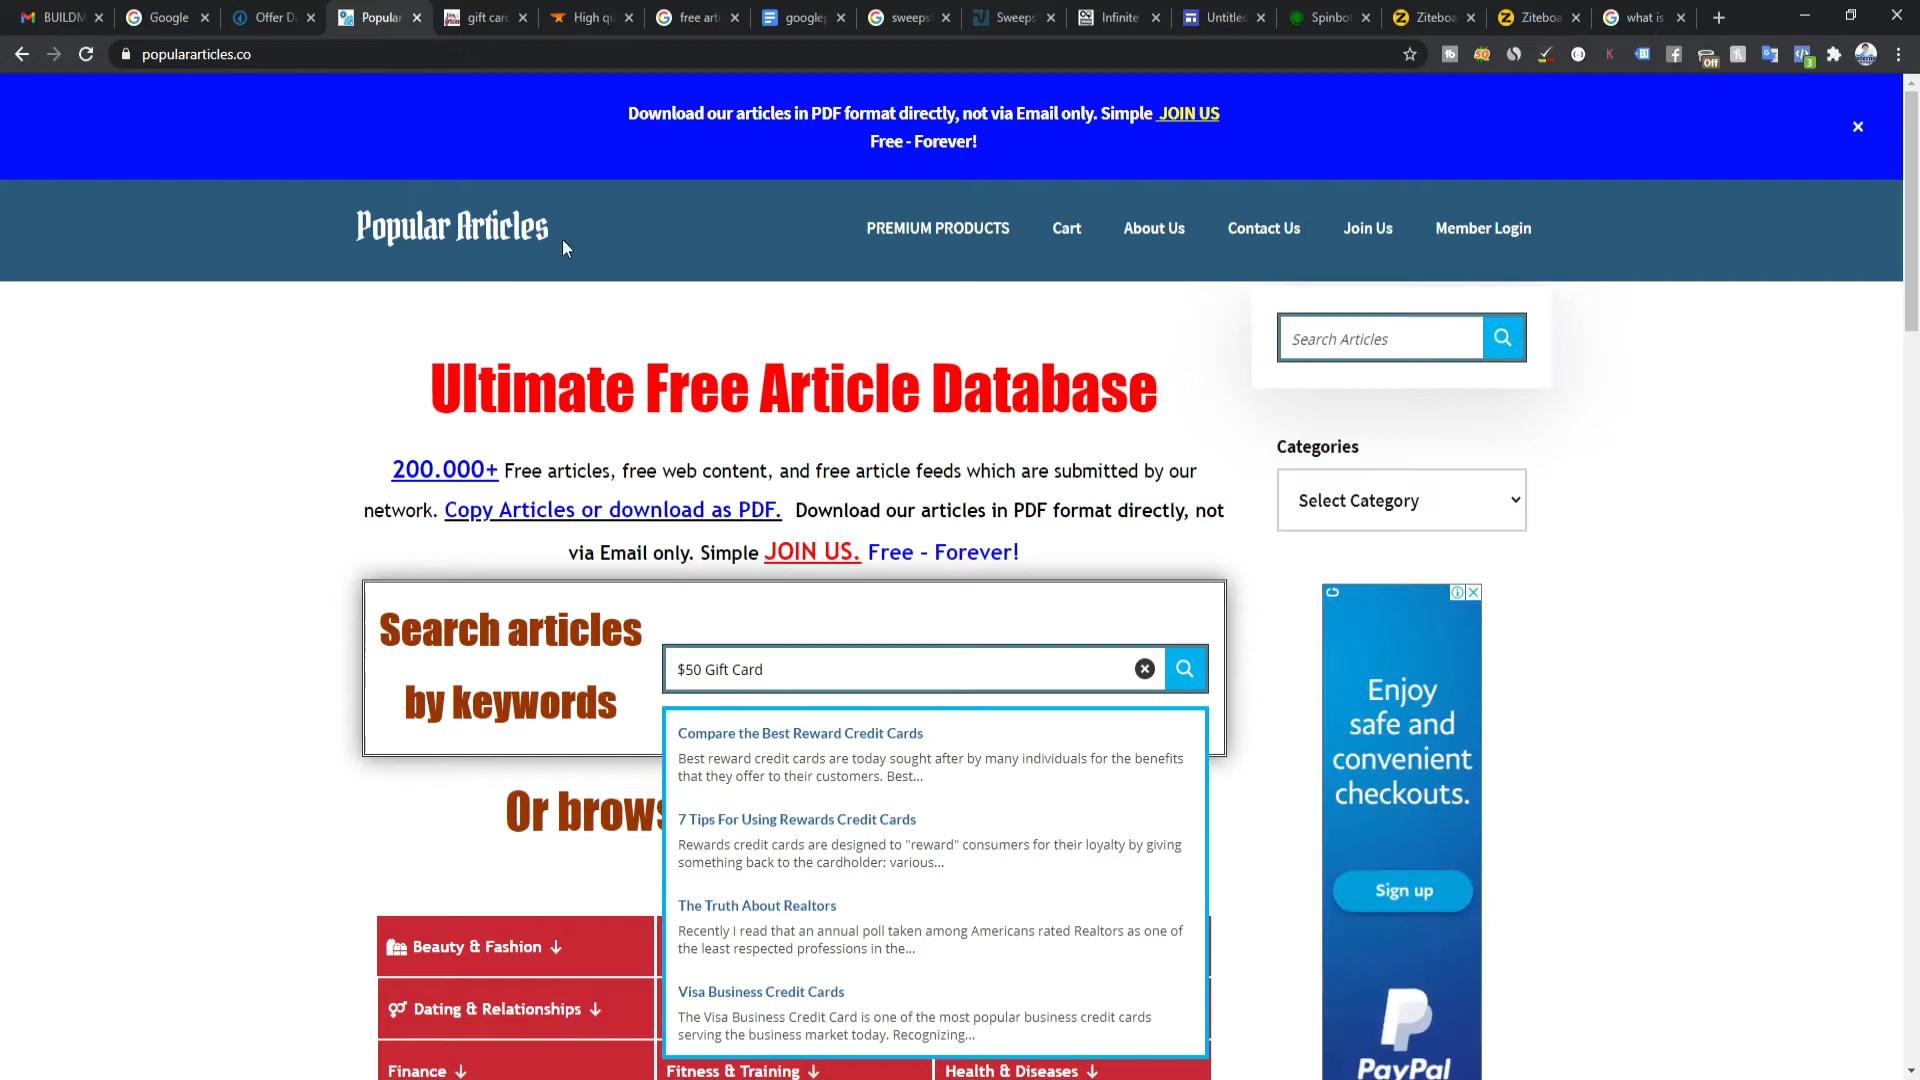 BUILDM
Google
Offer D
Popular
gift card
High qu
free arti
google
sweeps
Sweeps
Infinite
Untitled
Spinbot
Zitebo
Zitebo
what is
populararticles.co
Off
3
Download our articles in PDF format directly, not via Email only. Simple JOIN US
Free - Forever!
Popular Articles
PREMIUM PRODUCTS
Cart
About Us
Contact Us
Join Us
Member Login
Search Articles
Ultimate Free Article Database
200.000+ Free articles, free web content, and free article feeds which are submitted by our
network. Copy Articles or download as PDF. Download our articles in PDF format directly, not
via Email only. Simple JOIN US. Free - Forever!
Categories
Select Category
Search articles
by keywords
$50 Gift Card
Compare the Best Reward Credit Cards
Best reward credit cards are today sought after by many individuals for the benefits
that they offer to their customers. Best...
7 Tips For Using Rewards Credit Cards
Rewards credit cards are designed to "reward" consumers for their loyalty by giving
something back to the cardholder; various...
The Truth About Realtors
Recently I read that an annual poll taken among Americans rated Realtors as one of
the least respected professions in the...
Visa Business Credit Cards
The Visa Business Credit Card is one of the most popular business credit cards
serving the business market today. Recognizing...
Or brows
Beauty & Fashion
Dating & Relationships
Finance
Fitness & Training
Health & Diseases
Enjoy
safe and
convenient
checkouts.
Sign up
PayPal